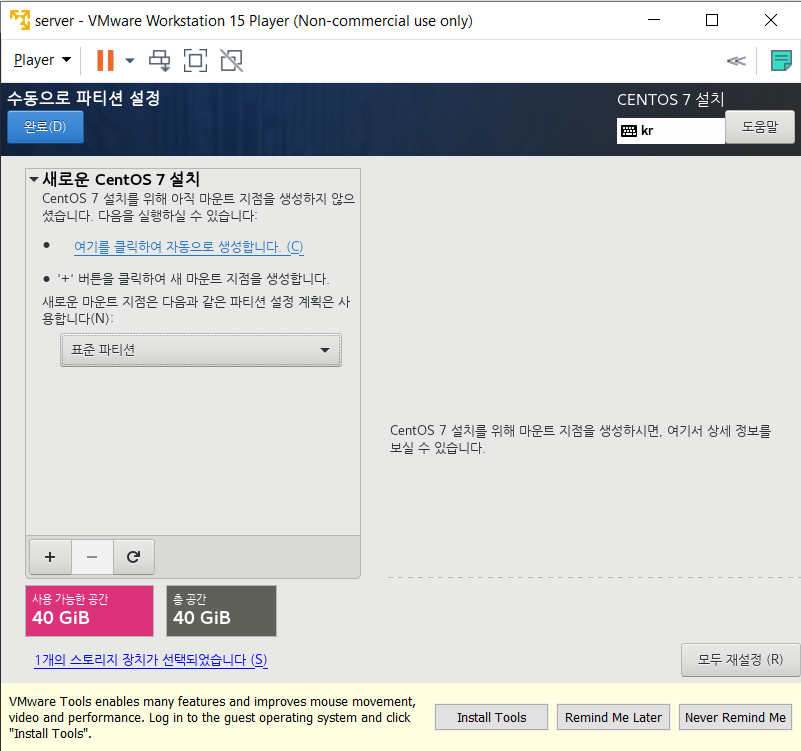 server - VMware Workstation 15 Player (Non-commercial use only)
Player
수동으로 파티션 설정
CENTOS 7 설치
완료(D)
kr
도움말
새로운 CentOS 7 설치
CentOS 7 설치를 위해 아직 마운트 지점을 생성하지 않으
셨습니다. 다음을 실행하실 수 있습니다:
• 여기를 클릭하여 자동으로 생성합니다. (C)
• '+' 버튼을 클릭하여 새 마운트 지점을 생성합니다.
새로운 마운트 지점은 다음과 같은 파티션 설정 계획은 사
용합니다(N):
표준 파티션
CentOS 7 설치를 위해 마운트 지점을 생성하시면, 여기서 상세 정보를
보실 수 있습니다.
+ −
사용 가능한 공간
40 GiB
총 공간
40 GiB
1개의 스토리지 장치가 선택되었습니다 (S)
모두 재설정 (R)
VMware Tools enables many features and improves mouse movement,
video and performance. Log in to the guest operating system and click
"Install Tools".
Install Tools
Remind Me Later
Never Remind Me